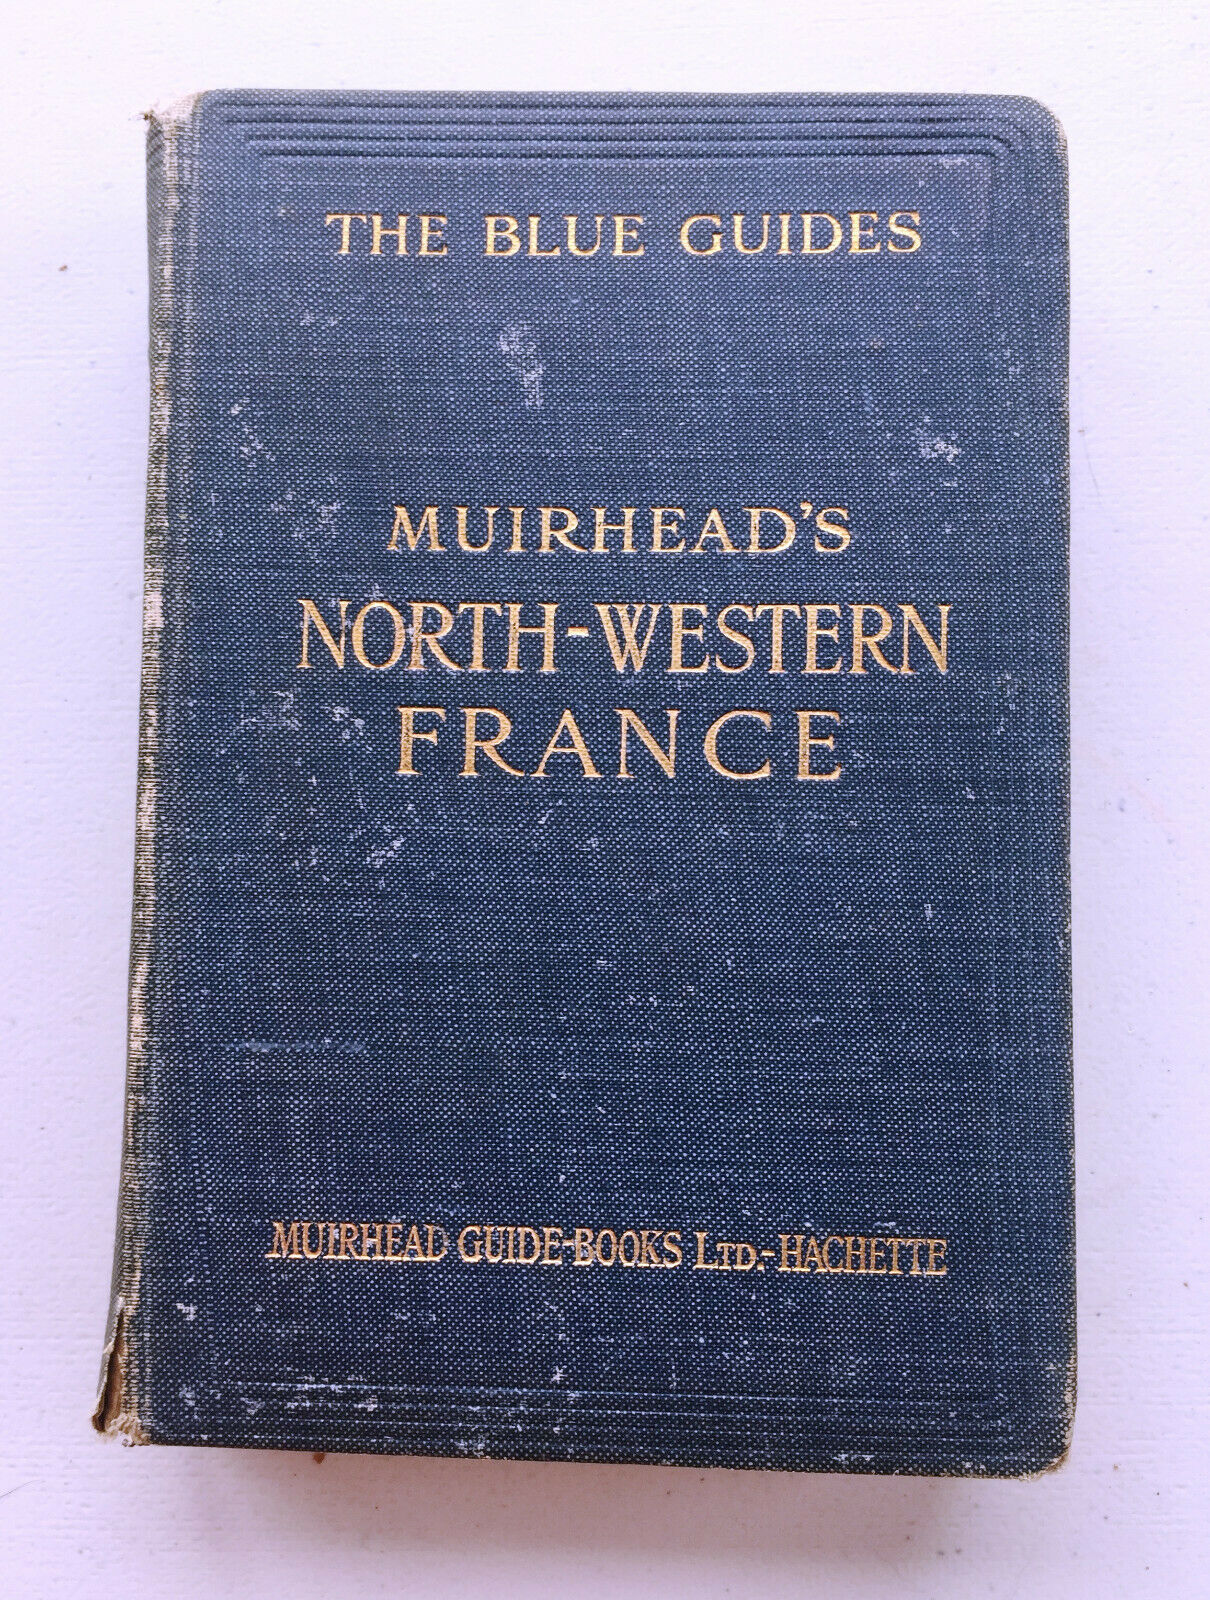 THE BLUE GUIDES
MUIRHEAD'S
NORTH-WESTERN
FRANCE
MUIRHEAD GUIDE-BOOKS LTD.-HACHETTE